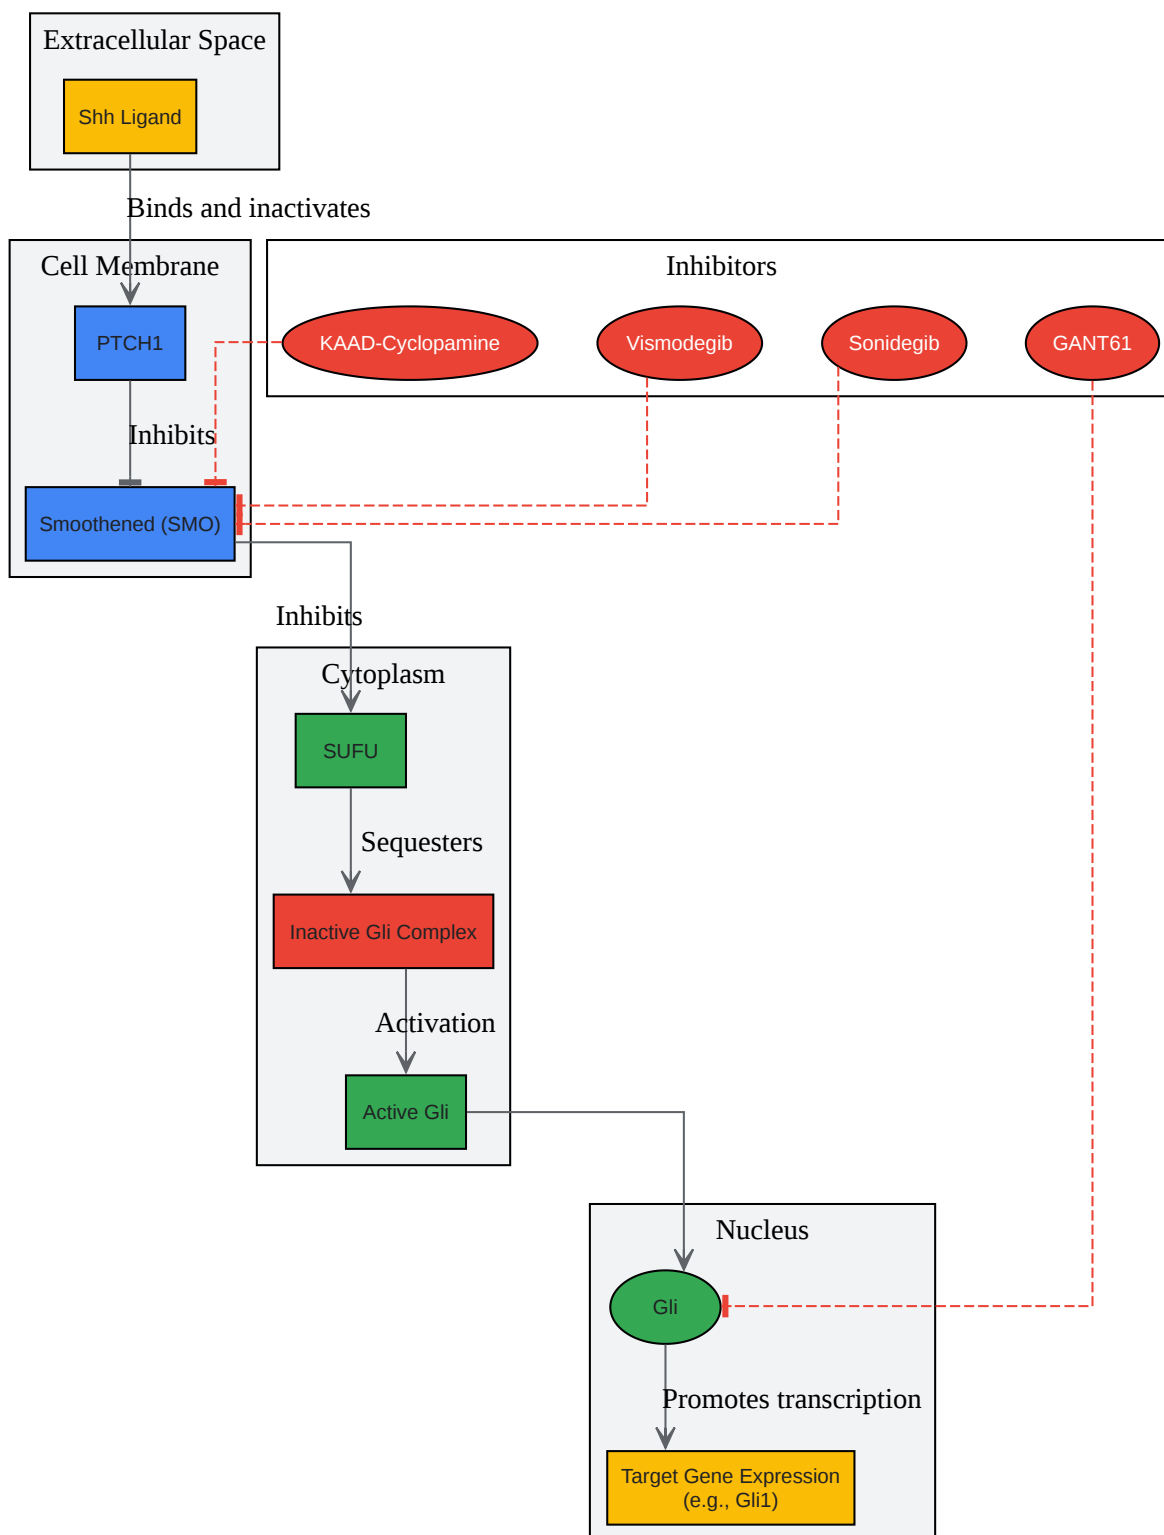 Extracellular Space
Shh Ligand
Binds and inactivates
Cell Membrane
Inhibitors
PTCH1
KAAD-Cyclopamine
Vismodegib
Sonidegib
GANT61
Inhibits
Smoothened (SMO)
Inhibits
Cytoplasm
SUFU
Sequesters
Inactive Gli Complex
Activation
Active Gli
Nucleus
Gli
Promotes transcription
Target Gene Expression
(e.g., Gli1)